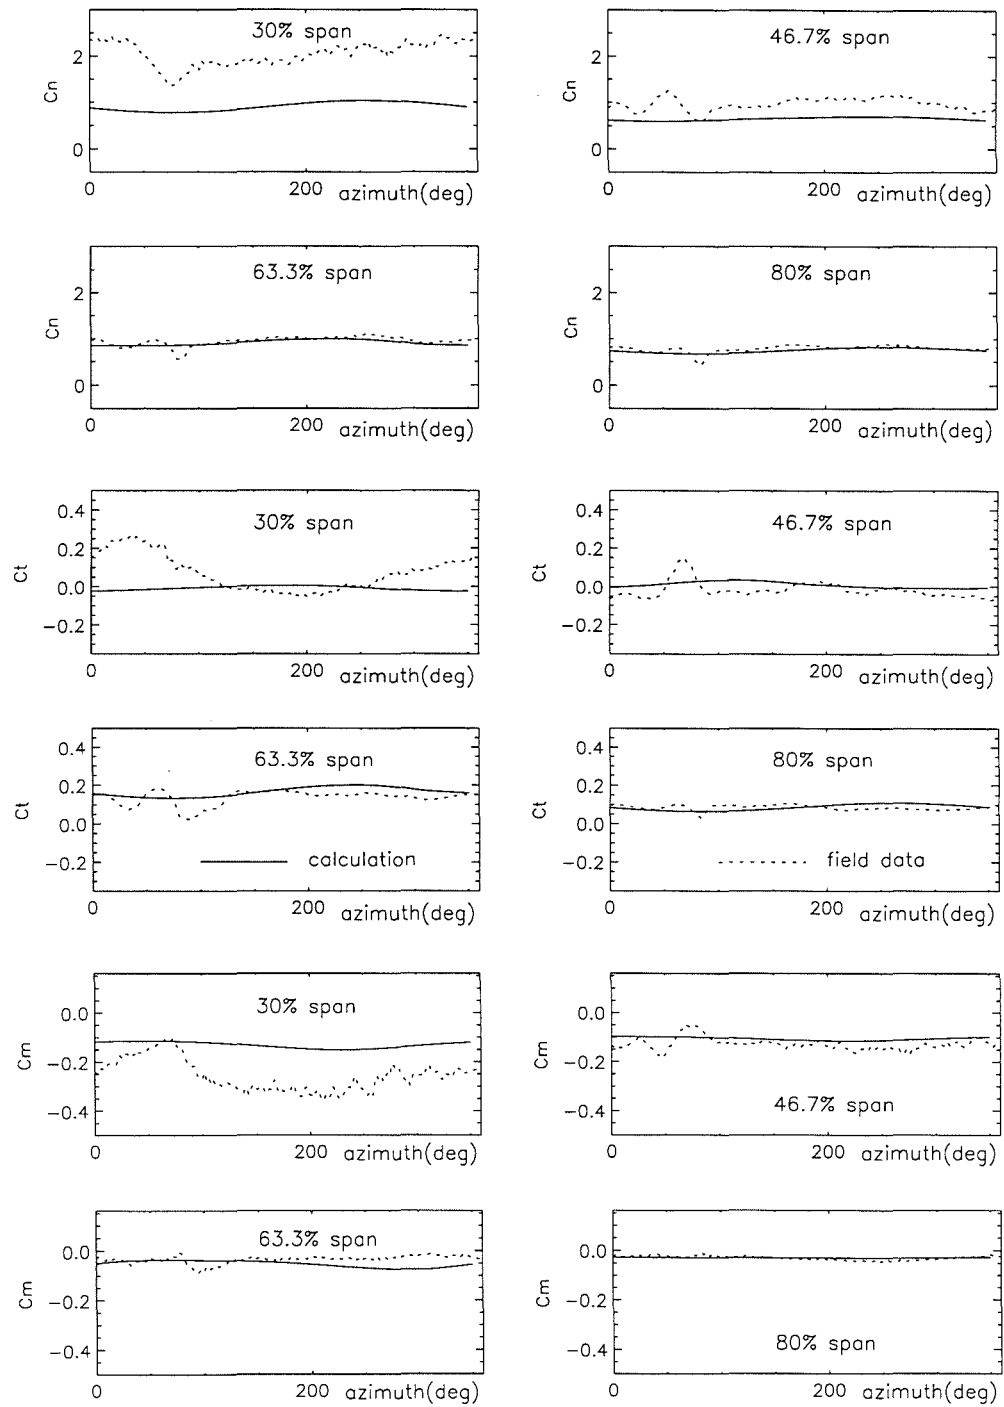 30% span
Cn
2
0
0
200
azimuth(deg)
46.7% span
Cn
2
0
0
200
azimuth(deg)
63.3% span
Cn
2
0
0
200
azimuth(deg)
80% span
Cn
2
0
0
200
azimuth(deg)
30% span
Ct
0.4
0.2
0.0
−0.2
0
200
azimuth(deg)
46.7% span
Ct
0.4
0.2
0.0
−0.2
0
200
azimuth(deg)
63.3% span
Ct
0.4
0.2
0.0
−0.2
calculation
0
200
azimuth(deg)
80% span
Ct
0.4
0.2
0.0
−0.2
field data
0
200
azimuth(deg)
30% span
Cm
0.0
−0.2
−0.4
0
200
azimuth(deg)
Cm
0.0
−0.2
−0.4
46.7% span
0
200
azimuth(deg)
63.3% span
Cm
−0.0
−0.2
−0.4
0
200
azimuth(deg)
Cm
−0.0
−0.2
−0.4
80% span
0
200
azimuth(deg)